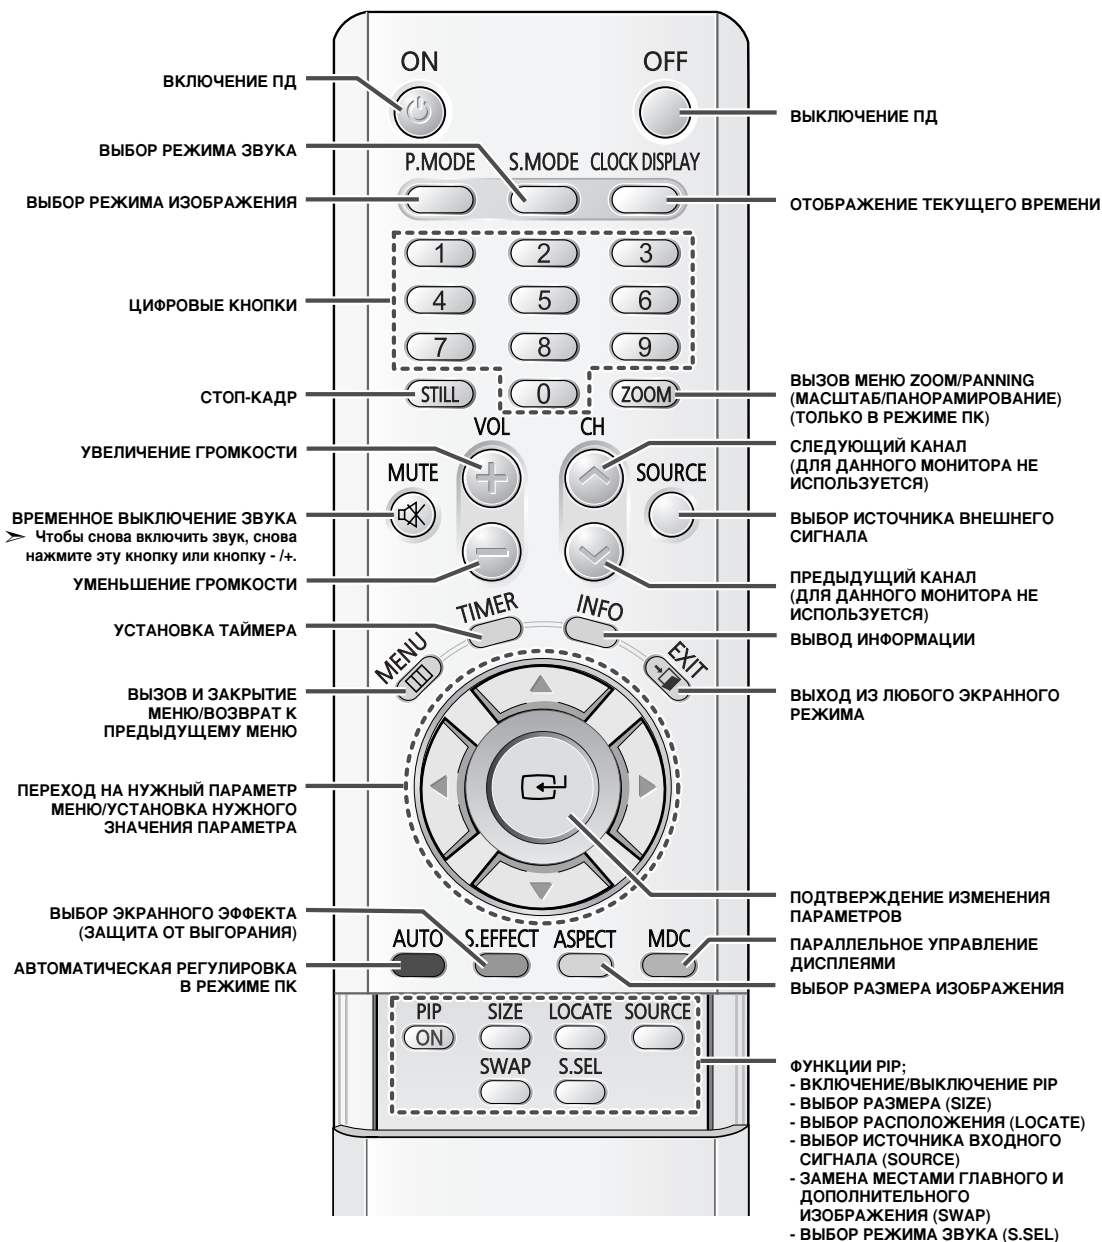 ON
OFF
ВКЛЮЧЕНИЕ ПД
ВЫКЛЮЧЕНИЕ ПД
ВЫБОР РЕЖИМА ЗВУКА
P.MODE
S.MODE
CLOCK DISPLAY
ВЫБОР РЕЖИМА ИЗОБРАЖЕНИЯ
ОТОБРАЖЕНИЕ ТЕКУЩЕГО ВРЕМЕНИ
1
2
3
ЦИФРОВЫЕ КНОПКИ
4
5
6
7
8
9
СТОП-КАДР
STILL
0
ZOOM
ВЫЗОВ МЕНЮ ZOOM/PANNING
(МАСШТАБ/ПАНОРАМИРОВАНИЕ)
(ТОЛЬКО В РЕЖИМЕ ПК)
VOL
CH
УВЕЛИЧЕНИЕ ГРОМКОСТИ
СЛЕДУЮЩИЙ КАНАЛ
(ДЛЯ ДАННОГО МОНИТОРА НЕ
ИСПОЛЬЗУЕТСЯ)
MUTE
SOURCE
ВРЕМЕННОЕ ВЫКЛЮЧЕНИЕ ЗВУКА
➣ Чтобы снова включить звук, снова
нажмите эту кнопку или кнопку - /+.
ВЫБОР ИСТОЧНИКА ВНЕШНЕГО
СИГНАЛА
УМЕНЬШЕНИЕ ГРОМКОСТИ
ПРЕДЫДУЩИЙ КАНАЛ
(ДЛЯ ДАННОГО МОНИТОРА НЕ
ИСПОЛЬЗУЕТСЯ)
TIMER
INFO
УСТАНОВКА ТАЙМЕРА
ВЫВОД ИНФОРМАЦИИ
MENU
EXIT
ВЫЗОВ И ЗАКРЫТИЕ
МЕНЮ/ВОЗВРАТ К
ПРЕДЫДУЩЕМУ МЕНЮ
ВЫХОД ИЗ ЛЮБОГО ЭКРАННОГО
РЕЖИМА
ПЕРЕХОД НА НУЖНЫЙ ПАРАМЕТР
МЕНЮ/УСТАНОВКА НУЖНОГО
ЗНАЧЕНИЯ ПАРАМЕТРА
ПОДТВЕРЖДЕНИЕ ИЗМЕНЕНИЯ
ПАРАМЕТРОВ
ВЫБОР ЭКРАННОГО ЭФФЕКТА
(ЗАЩИТА ОТ ВЫГОРАНИЯ)
AUTO
S.EFFECT
ASPECT
MDC
ПАРАЛЛЕЛЬНОЕ УПРАВЛЕНИЕ
ДИСПЛЕЯМИ
АВТОМАТИЧЕСКАЯ РЕГУЛИРОВКА
В РЕЖИМЕ ПК
ВЫБОР РАЗМЕРА ИЗОБРАЖЕНИЯ
PIP
SIZE
LOCATE
SOURCE
ON
SWAP
S.SEL
ФУНКЦИИ PIP;
- ВКЛЮЧЕНИЕ/ВЫКЛЮЧЕНИЕ PIP
- ВЫБОР РАЗМЕРА (SIZE)
- ВЫБОР РАСПОЛОЖЕНИЯ (LOCATE)
- ВЫБОР ИСТОЧНИКА ВХОДНОГО
СИГНАЛА (SOURCE)
- ЗАМЕНА МЕСТАМИ ГЛАВНОГО И
ДОПОЛНИТЕЛЬНОГО
ИЗОБРАЖЕНИЯ (SWAP)
- ВЫБОР РЕЖИМА ЗВУКА (S.SEL)